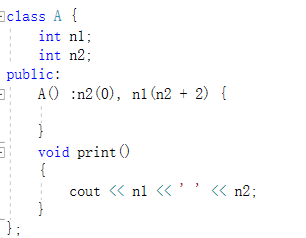 class A {
int n1;
int n2;
public:
A() :n2(0), n1(n2 + 2) {
}
void print()
{
cout << n1 << ' ' << n2;
}
};